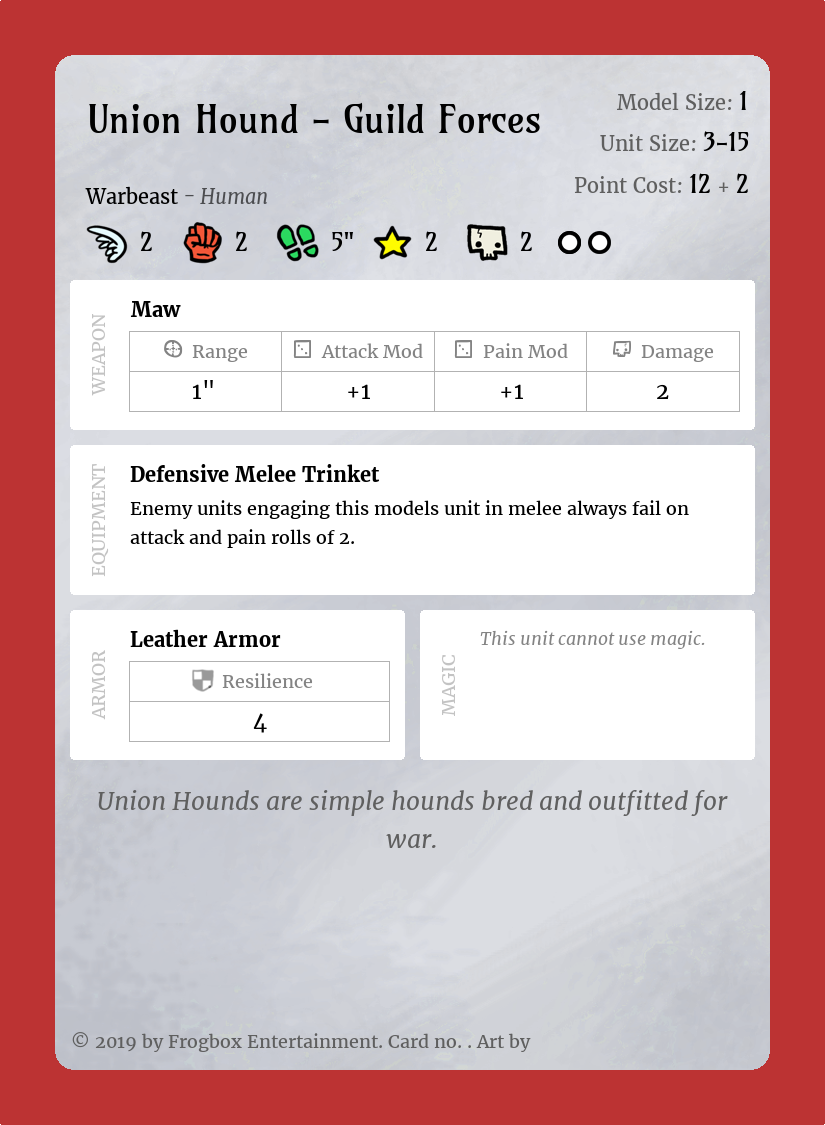 Union Hound - Guild Forces
Model Size: 1
Unit Size: 3-15
Point Cost: 12 + 2
Warbeast - Human
2 2 5" 2 2
WEAPON
Maw
Range Attack Mod Pain Mod Damage
1" +1 +1 2
EQUIPMENT
Defensive Melee Trinket
Enemy units engaging this models unit in melee always fail on
attack and pain rolls of 2.
ARMOR
Leather Armor
Resilience
4
MAGIC
This unit cannot use magic.
Union Hounds are simple hounds bred and outfitted for
war.
© 2019 by Frogbox Entertainment. Card no. . Art by